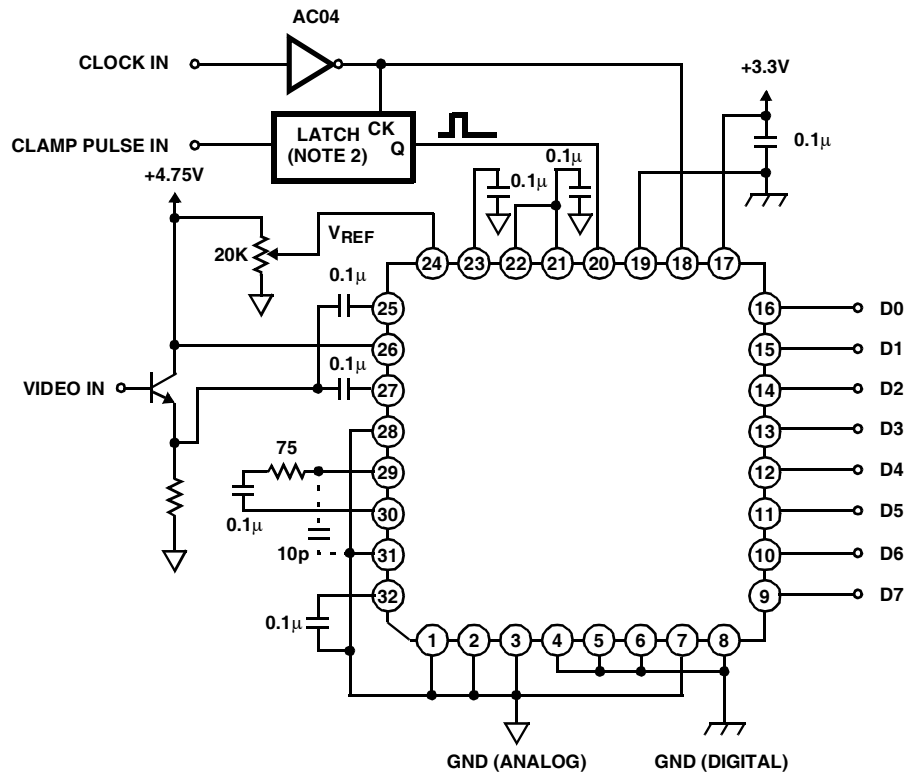 AC04
CLOCK IN
CLAMP PULSE IN
LATCH
(NOTE 2)
CK
Q
+3.3V
0.1μ
+4.75V
0.1μ
0.1μ
20K
VREF
24 23 22 21 20 19 18 17
0.1μ
25
26
0.1μ
27
VIDEO IN
28
75
29
30
0.1μ
10p
31
32
0.1μ
16 D0
15 D1
14 D2
13 D3
12 D4
11 D5
10 D6
9 D7
1 2 3 4 5 6 7 8
GND (ANALOG)
GND (DIGITAL)